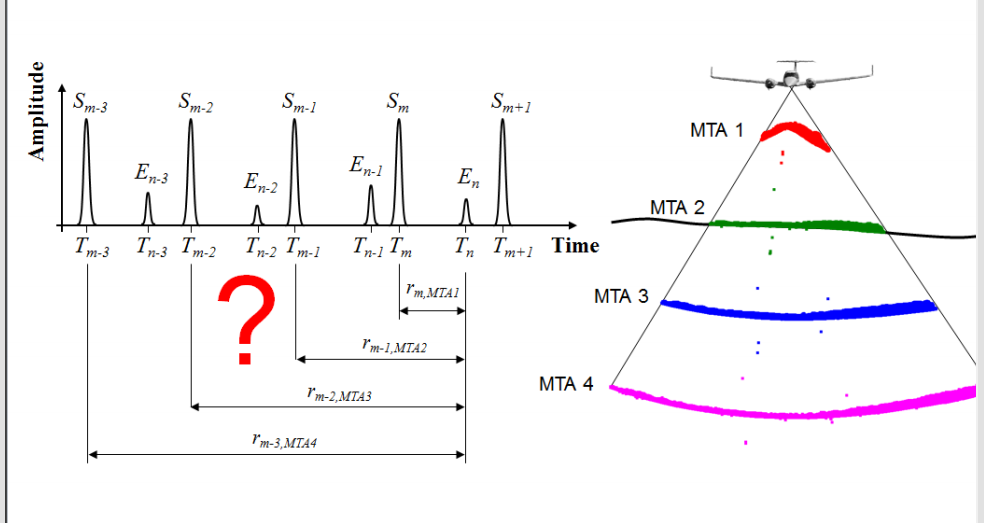 Amplitude
S_{m-3} S_{m-2} S_{m-1} S_m S_{m+1}
E_{n-3} E_{n-2} E_{n-1} E_n
T_{m-3} T_{n-3} T_{m-2} T_{n-2} T_{m-1} T_{n-1} T_m T_n T_{m+1} Time
?
r_{m,MTA1}
r_{m-1,MTA2}
r_{m-2,MTA3}
r_{m-3,MTA4}
MTA 1
MTA 2
MTA 3
MTA 4